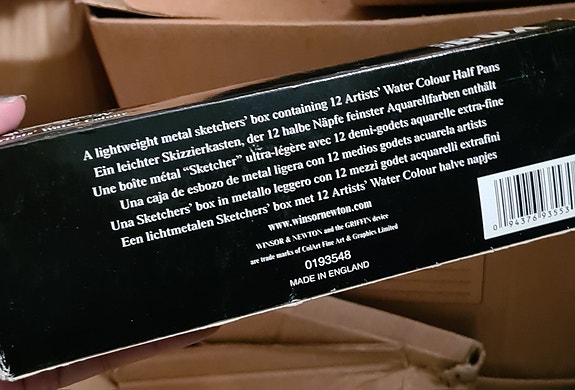 A lightweight metal sketchers' box containing 12 Artists' Water Colour Half Pans
Ein leichter Skizzierkasten, der 12 halbe Näpfe feinster Aquarellfarben enthält
Une boîte métal "Sketcher" ultra-légère avec 12 demi-godets aquarelle extra-fine
Una caja de esbozo de metal ligera con 12 medios godets acuarela artists
Una Sketchers' box in metallo leggero con 12 mezzi godet acquarelli extrafini
Een lichtmetalen Sketchers' box met 12 Artists' Water Colour halve napjes
www.winsornewton.com
WINSOR & NEWTON and the GRIFFIN device
are trade marks of ColArt Fine Art & Graphics Limited
0193548
MADE IN ENGLAND
0 94376 93553